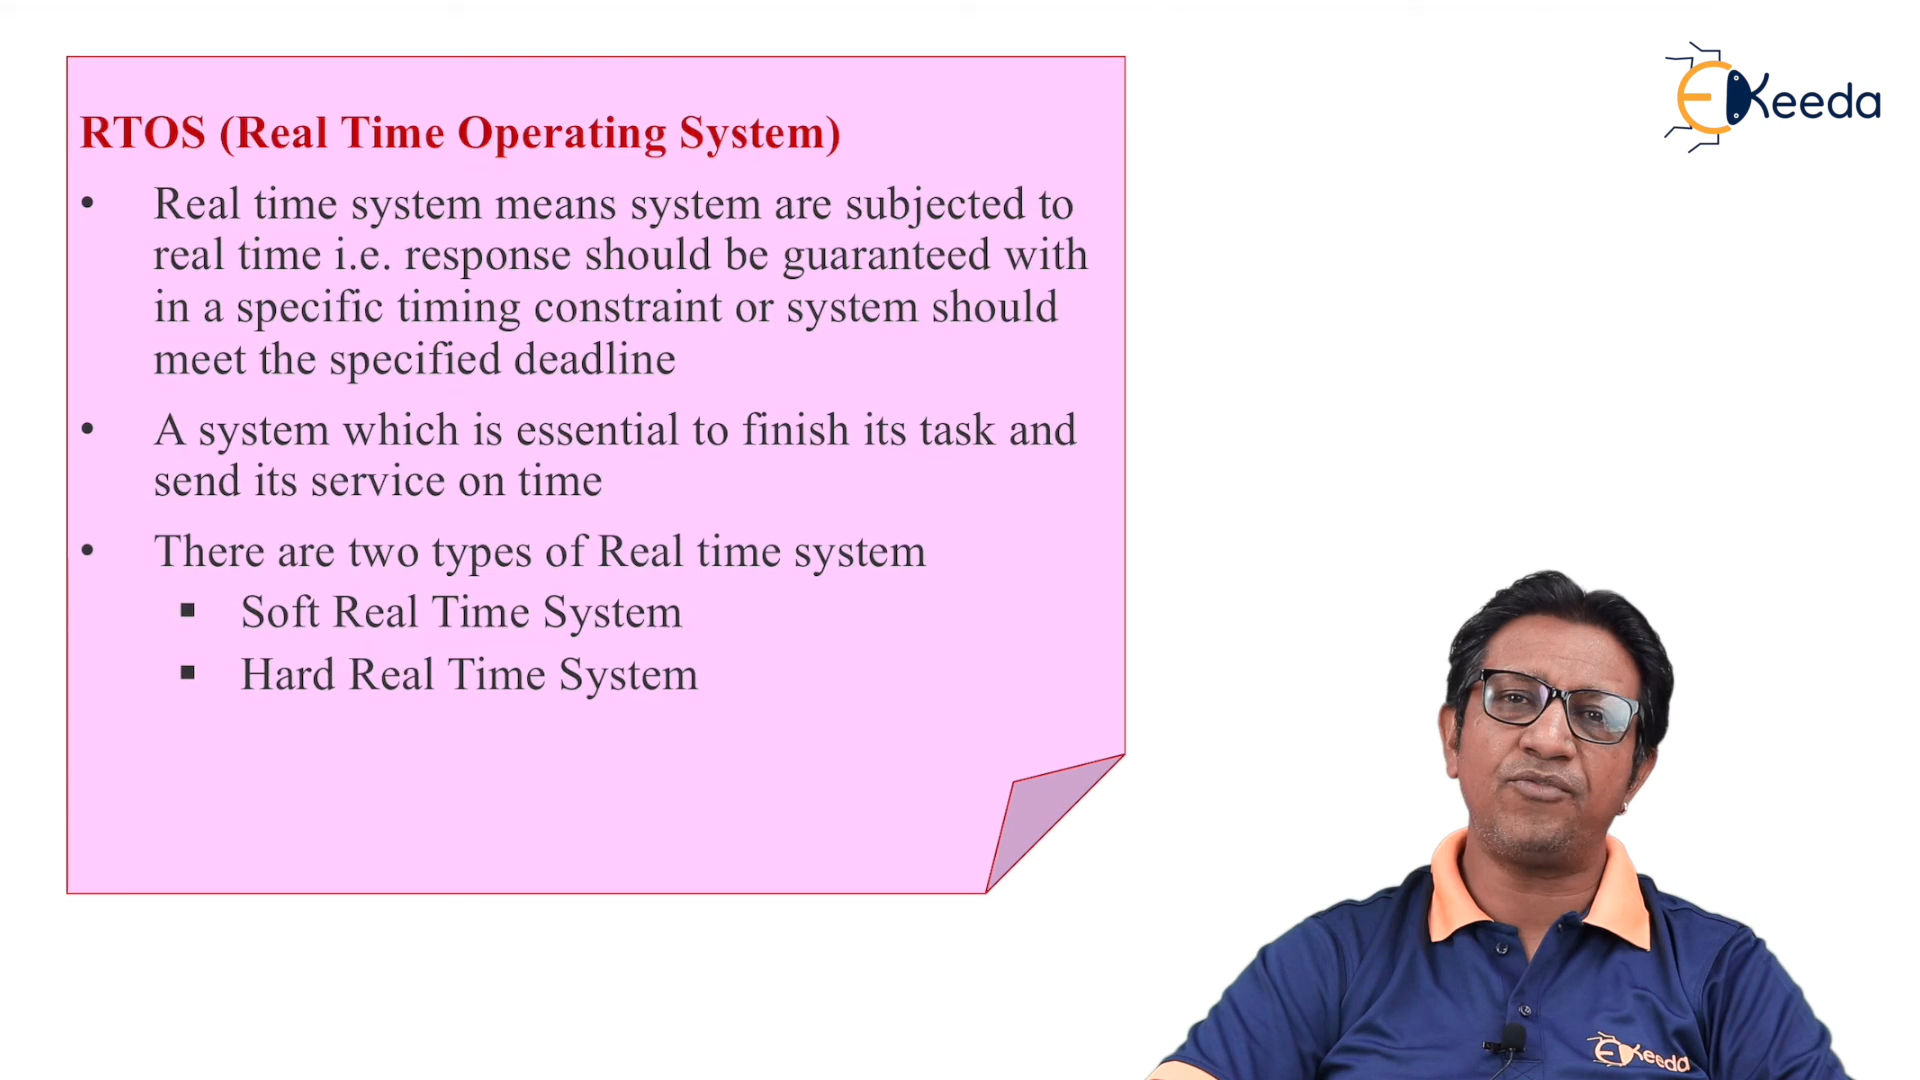 EKeeda
RTOS (Real Time Operating System)
• Real time system means system are subjected to
real time i.e. response should be guaranteed with
in a specific timing constraint or system should
meet the specified deadline
• A system which is essential to finish its task and
send its service on time
• There are two types of Real time system
▪ Soft Real Time System
▪ Hard Real Time System
EKeeda